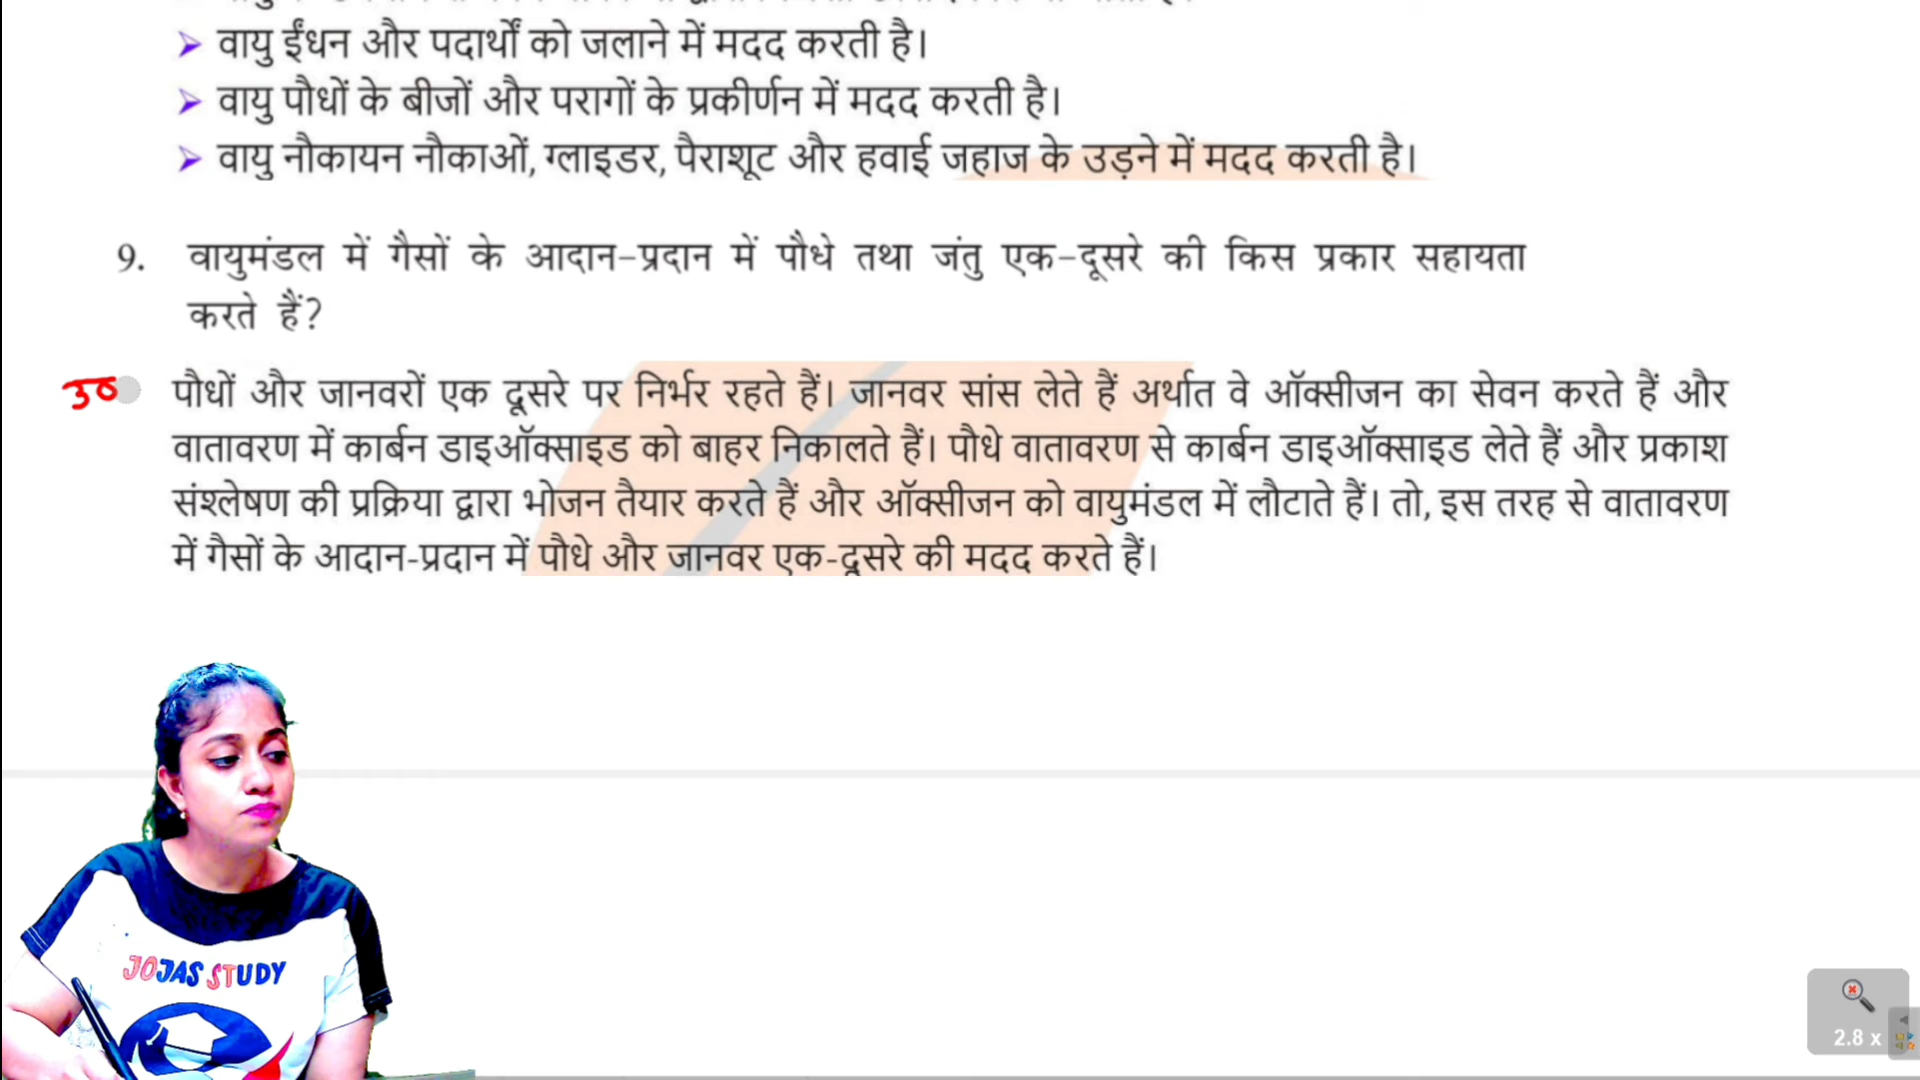 वायु ईंधन और पदार्थों को जलाने में मदद करती है।
वायु पौधों के बीजों और परागों के प्रकीर्णन में मदद करती है।
वायु नौकायन नौकाओं, ग्लाइडर, पैराशूट और हवाई जहाज के उड़ने में मदद करती है।
9. वायुमंडल में गैसों के आदान-प्रदान में पौधे तथा जंतु एक-दूसरे की किस प्रकार सहायता
करते हैं?
उ० पौधों और जानवरों एक दूसरे पर निर्भर रहते हैं। जानवर सांस लेते हैं अर्थात वे ऑक्सीजन का सेवन करते हैं और
वातावरण में कार्बन डाइऑक्साइड को बाहर निकालते हैं। पौधे वातावरण से कार्बन डाइऑक्साइड लेते हैं और प्रकाश
संश्लेषण की प्रक्रिया द्वारा भोजन तैयार करते हैं और ऑक्सीजन को वायुमंडल में लौटाते हैं। तो, इस तरह से वातावरण
में गैसों के आदान-प्रदान में पौधे और जानवर एक-दूसरे की मदद करते हैं।
JOJAS STUDY
2.8 x